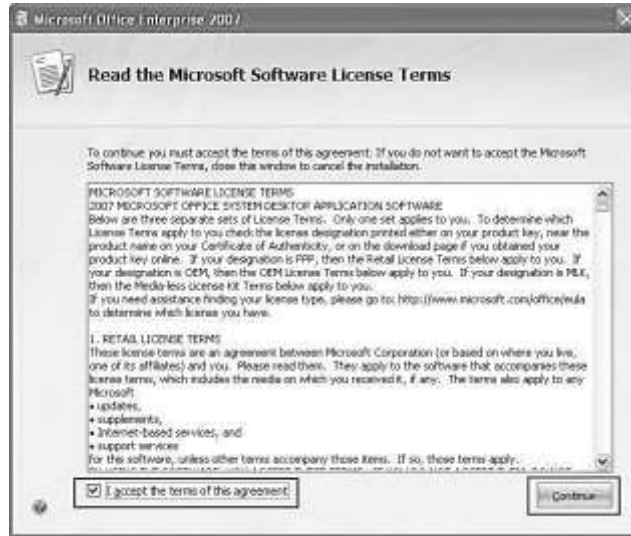 Microsoft Office Enterprise 2007
Read the Microsoft Software License Terms
To continue you must accept the terms of this agreement. If you do not want to accept the Microsoft
Software License Terms, close this window to cancel the installation.
MICROSOFT SOFTWARE LICENSE TERMS
2007 MICROSOFT OFFICE SYSTEM DESKTOP APPLICATION SOFTWARE
Below are three separate sets of License Terms. Only one set applies to you. To determine which
License Terms apply to you check the license designation printed either on your product key, near the
product name on your Certificate of Authenticity, or on the download page if you obtained your
product key online. If your designation is FPP, then the Retail License Terms below apply to you. If
your designation is OEM, then the OEM License Terms below apply to you. If your designation is MLK,
then the Media-less License Kit Terms below apply to you.
If you need assistance finding your license type, please go to: http://www.microsoft.com/office/eula
to determine which license you have.
1. RETAIL LICENSE TERMS
These license terms are an agreement between Microsoft Corporation (or based on where you live,
one of its affiliates) and you. Please read them. They apply to the software that accompanies these
license terms, which includes the media on which you received it, if any. The terms also apply to any
Microsoft
• updates,
• supplements,
• Internet-based services, and
• support services
for this software, unless other terms accompany those items. If so, those terms apply.
I accept the terms of this agreement
Continue